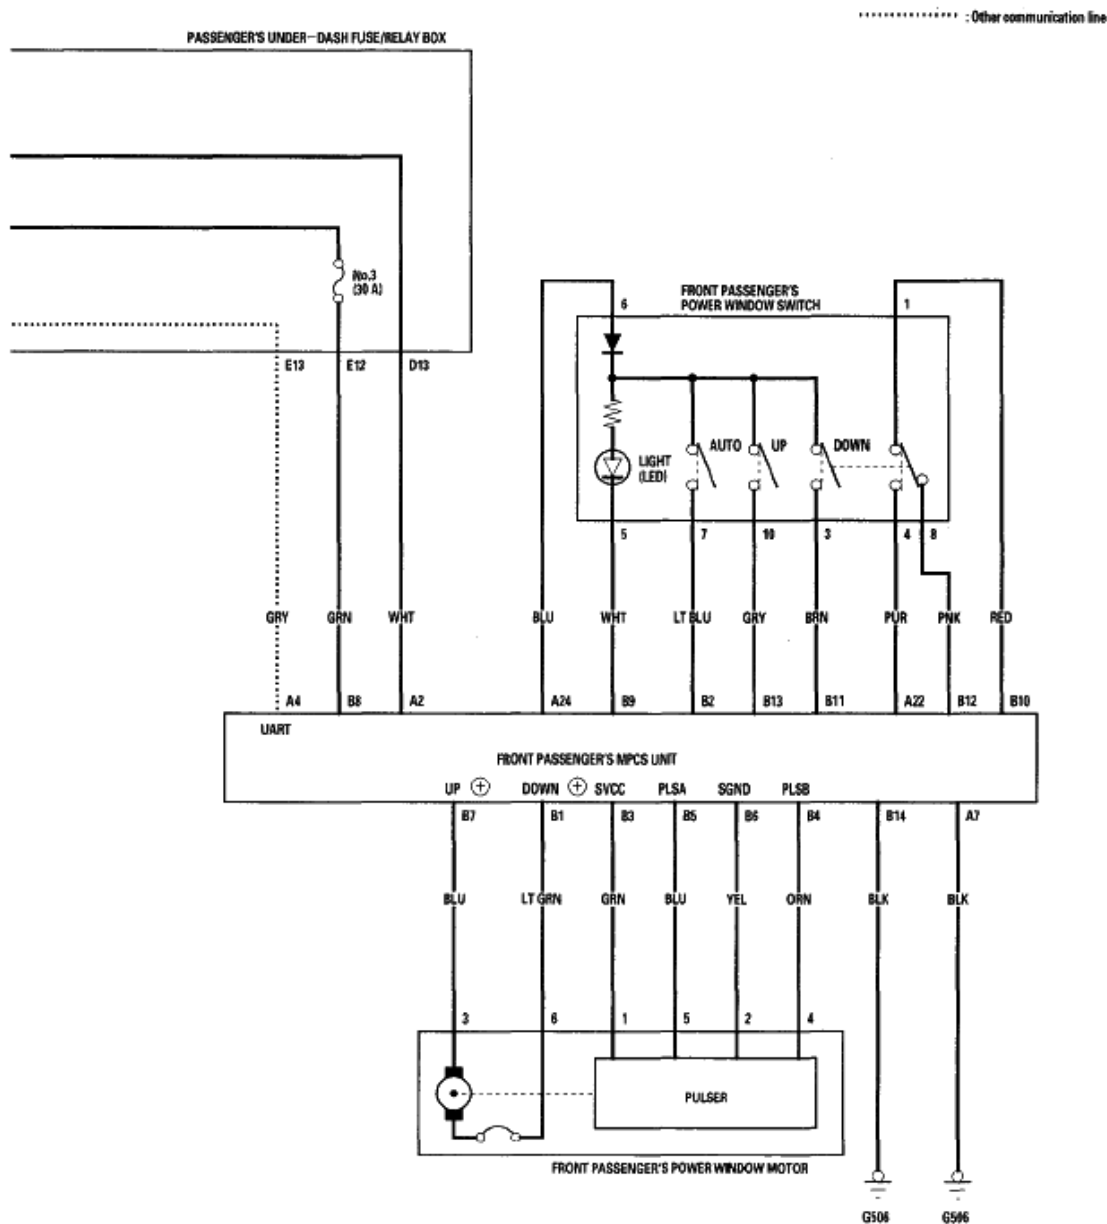 : Other communication line
PASSENGER'S UNDER-DASH FUSE/RELAY BOX
No.3
(30 A)
FRONT PASSENGER'S
POWER WINDOW SWITCH
6
1
E13 E12 D13
AUTO UP DOWN
LIGHT
(LED)
5 7 10 3 4 8
GRY GRN WHT BLU WHT LT BLU GRY BRN PUR PNK RED
A4 B8 A2 A24 B9 B2 B13 B11 A22 B12 B10
UART
FRONT PASSENGER'S MPCS UNIT
UP + DOWN + SVCC PLSA SGND PLSB
B7 B1 B3 B5 B6 B4 B14 A7
BLU LT GRN GRN BLU YEL ORN BLK BLK
3 6 1 5 2 4
PULSER
FRONT PASSENGER'S POWER WINDOW MOTOR
G506 G506